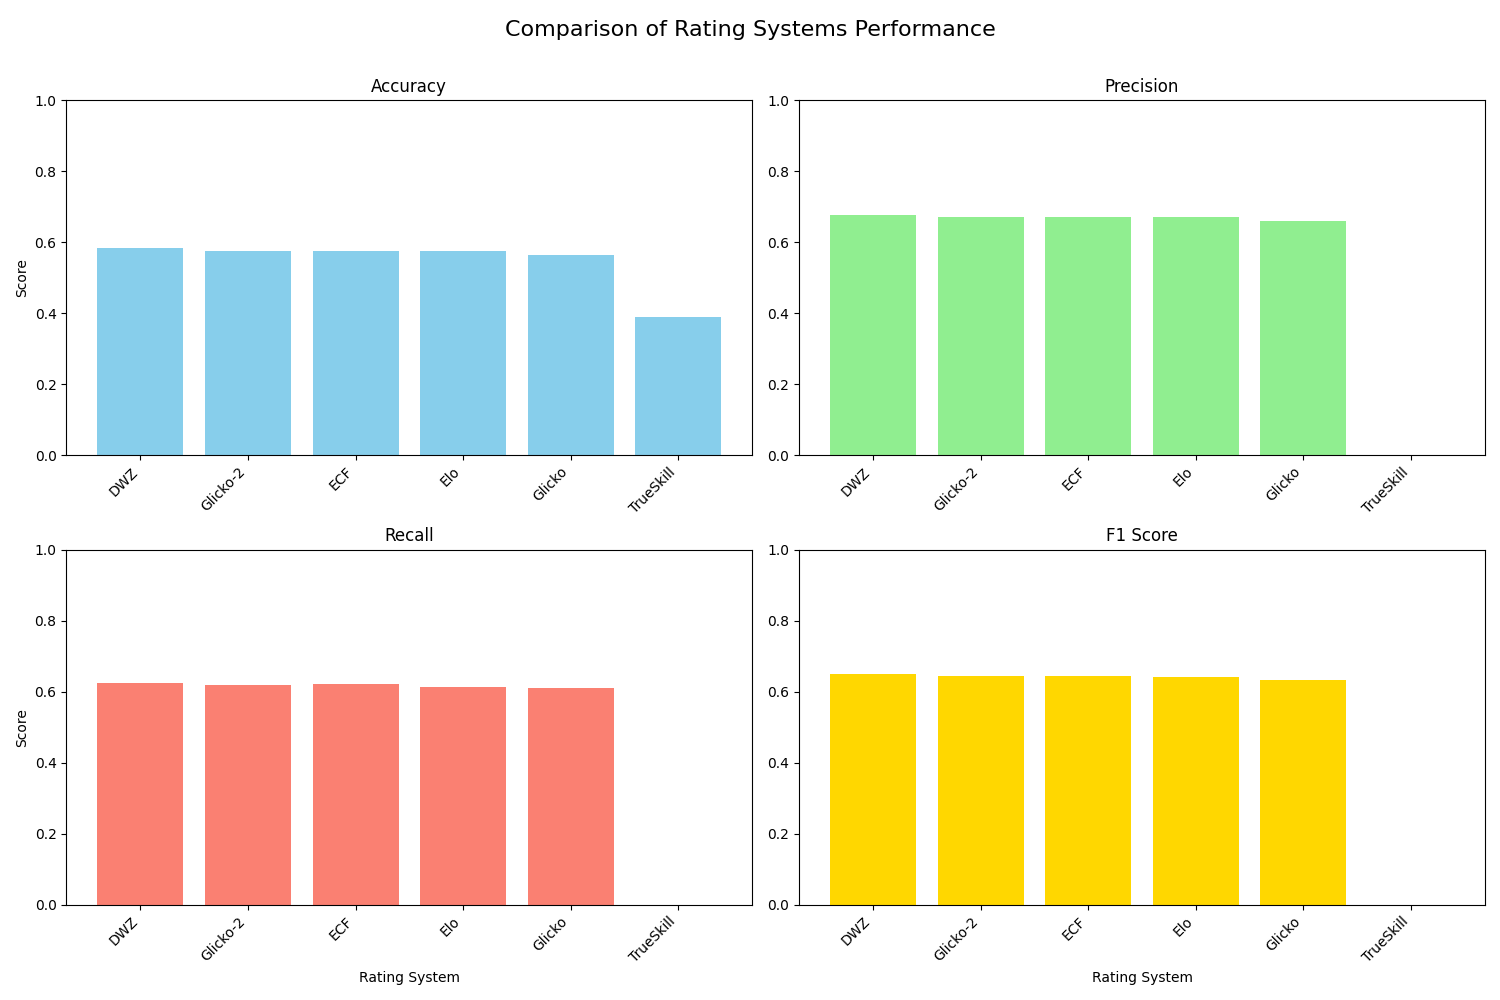 Comparison of Rating Systems Performance
Accuracy
1.0
0.8
0.6
0.4
0.2
0.0
Score
DWZ
Glicko-2
ECF
Elo
Glicko
TrueSkill
Precision
1.0
0.8
0.6
0.4
0.2
0.0
DWZ
Glicko-2
ECF
Elo
Glicko
TrueSkill
Recall
1.0
0.8
0.6
0.4
0.2
0.0
Score
DWZ
Glicko-2
ECF
Elo
Glicko
TrueSkill
Rating System
F1 Score
1.0
0.8
0.6
0.4
0.2
0.0
DWZ
Glicko-2
ECF
Elo
Glicko
TrueSkill
Rating System